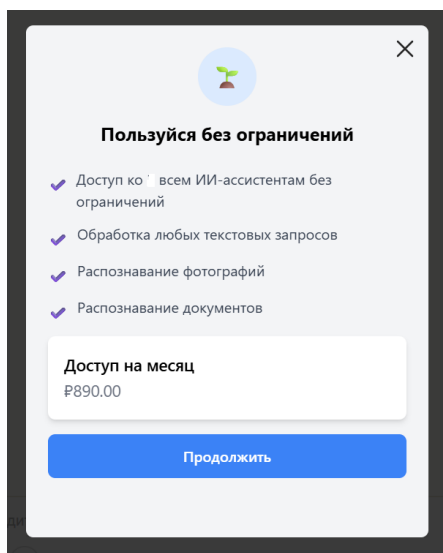 Пользуйся без ограничений
Доступ ко всем ИИ-ассистентам без
ограничений
Обработка любых текстовых запросов
Распознавание фотографий
Распознавание документов
Доступ на месяц
₽890.00
Продолжить